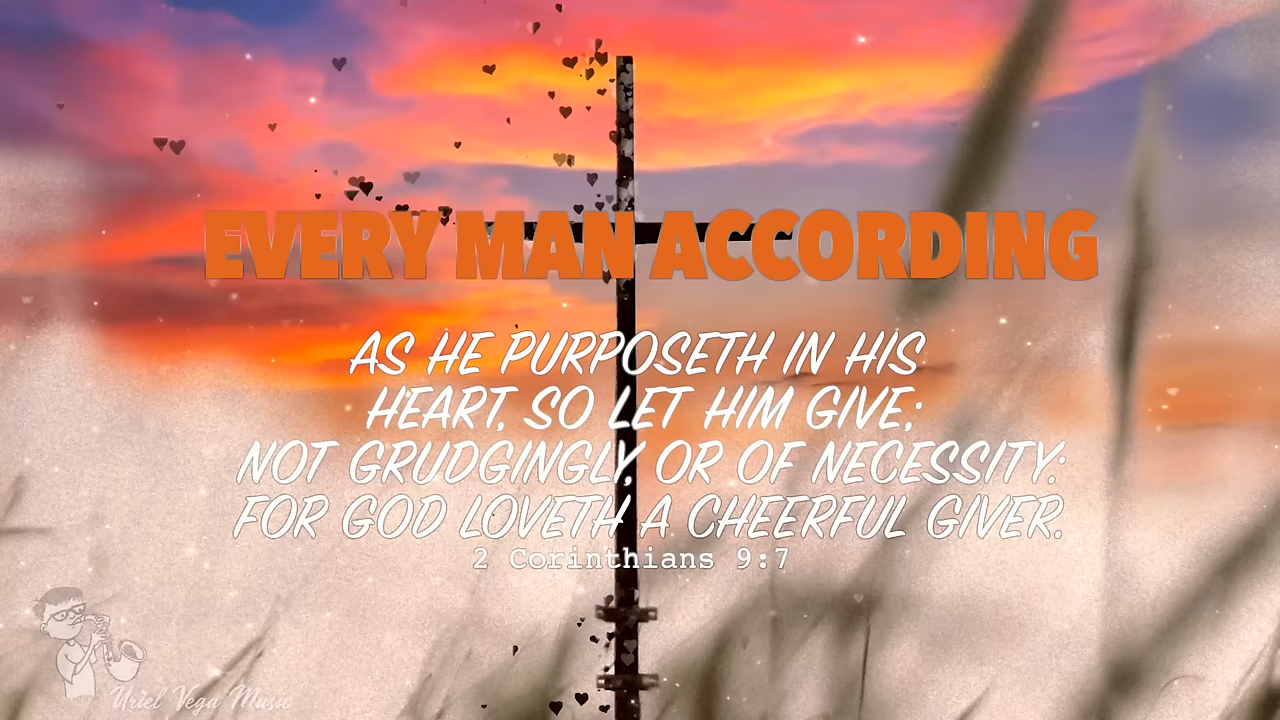 EVERY MAN ACCORDING
AS HE PURPOSETH IN HIS
HEART, SO LET HIM GIVE;
NOT GRUDGINGLY, OR OF NECESSITY:
FOR GOD LOVETH A CHEERFUL GIVER.
2 Corinthians 9:7
Uriel Vega Music